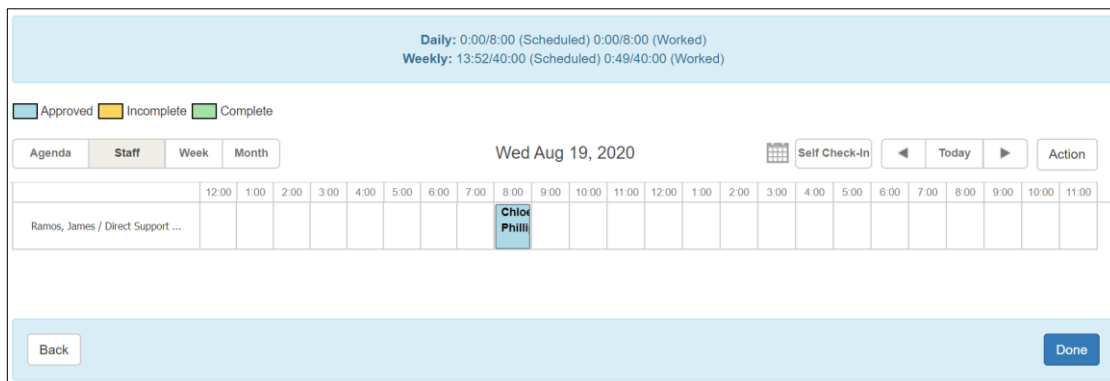 Daily: 0:00/8:00 (Scheduled) 0:00/8:00 (Worked)
Weekly: 13:52/40:00 (Scheduled) 0:49/40:00 (Worked)
Approved Incomplete Complete
Agenda Staff Week Month Wed Aug 19, 2020 Self Check-In Today Action
12:00 1:00 2:00 3:00 4:00 5:00 6:00 7:00 8:00 9:00 10:00 11:00 12:00 1:00 2:00 3:00 4:00 5:00 6:00 7:00 8:00 9:00 10:00 11:00
Chloe
Ramos, James / Direct Support ... Philli
Back Done